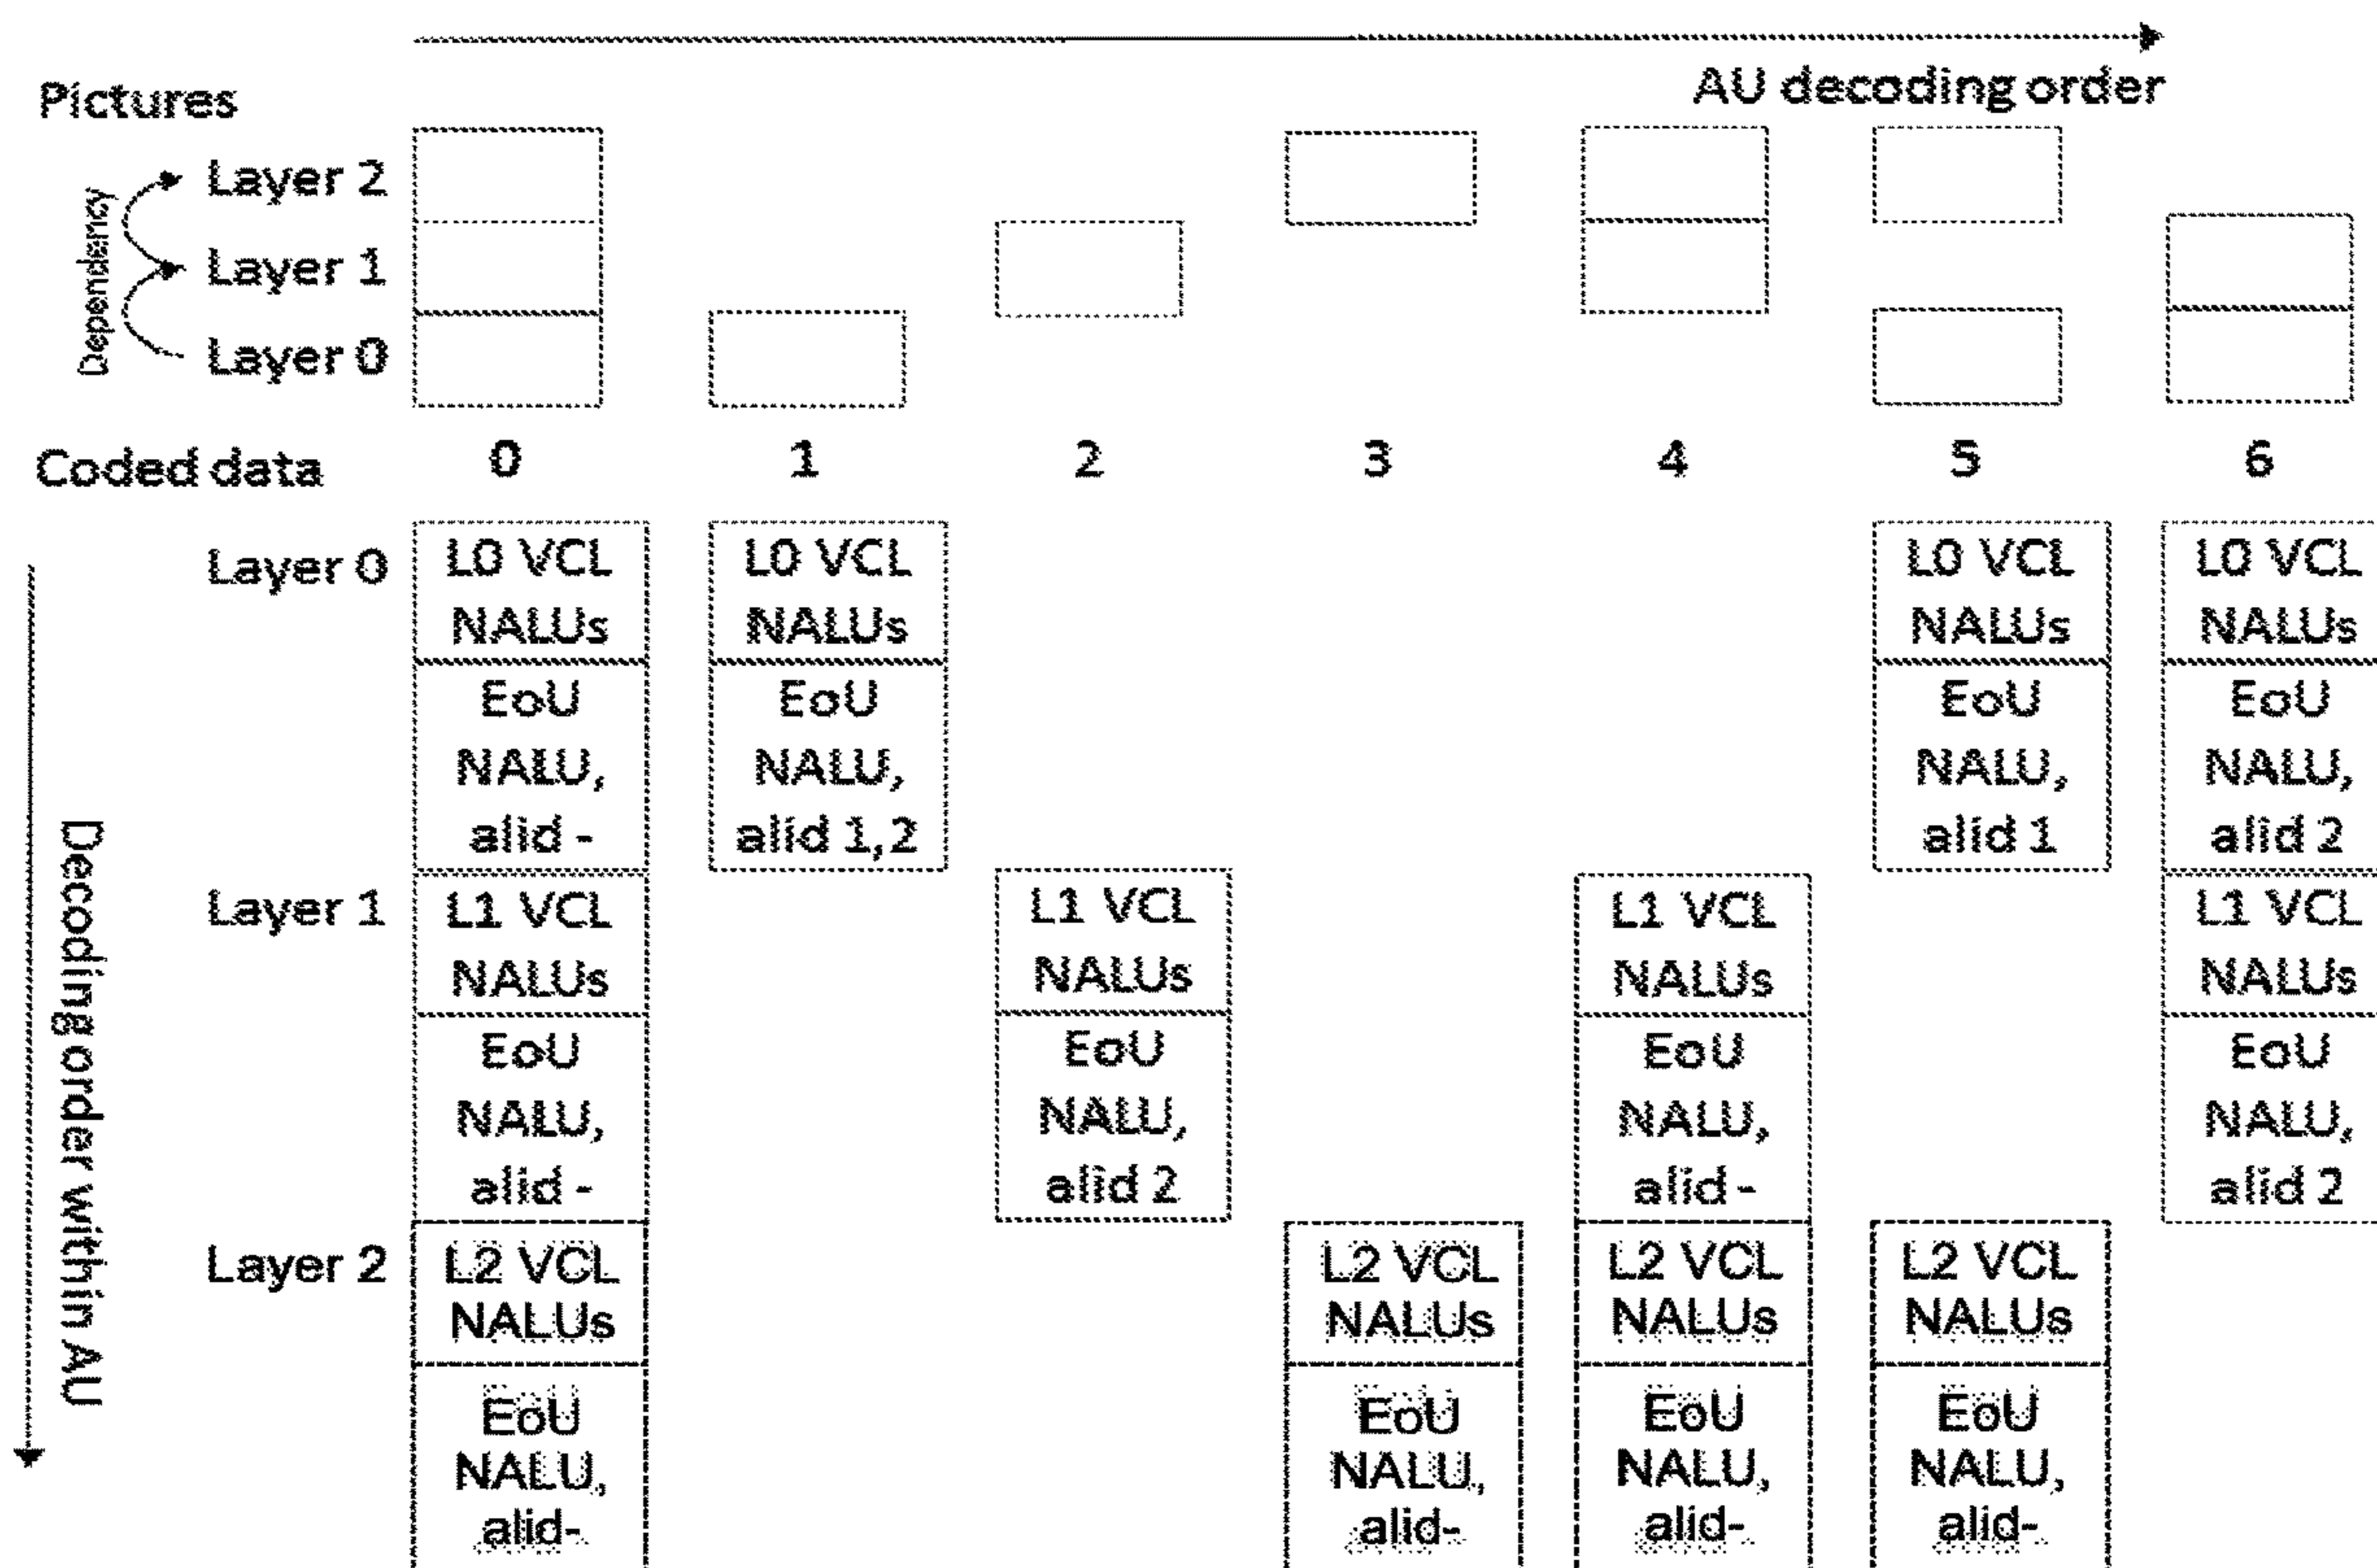 AU decoding order
Pictures
Layer 2
Layer 1
Layer 0
Dependency
Coded data
0
1
2
3
4
5
6
Decoding order within AU
Layer 0
L0 VCL
NALUs
EoU
NALU,
alid -
L0 VCL
NALUs
EoU
NALU,
alid 1,2
L0 VCL
NALUs
EoU
NALU,
alid 1
L0 VCL
NALUs
EoU
NALU,
alid 2
Layer 1
L1 VCL
NALUs
EoU
NALU,
alid -
L1 VCL
NALUs
EoU
NALU,
alid 2
L1 VCL
NALUs
EoU
NALU,
alid -
L1 VCL
NALUs
EoU
NALU,
alid 2
Layer 2
L2 VCL
NALUs
EoU
NALU,
alid-
L2 VCL
NALUs
EoU
NALU,
alid-
L2 VCL
NALUs
EoU
NALU,
alid-
L2 VCL
NALUs
EoU
NALU,
alid-